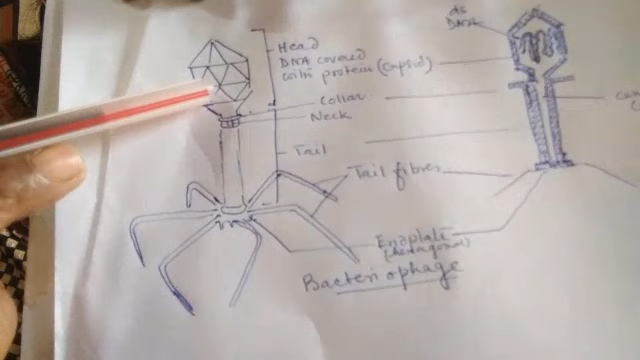 Head
DNA covered
with protein (capsid)
Collar
Neck
Tail
Tail fibres
Endplate
(hexagonal)
Bacteriophage
ds
DNA